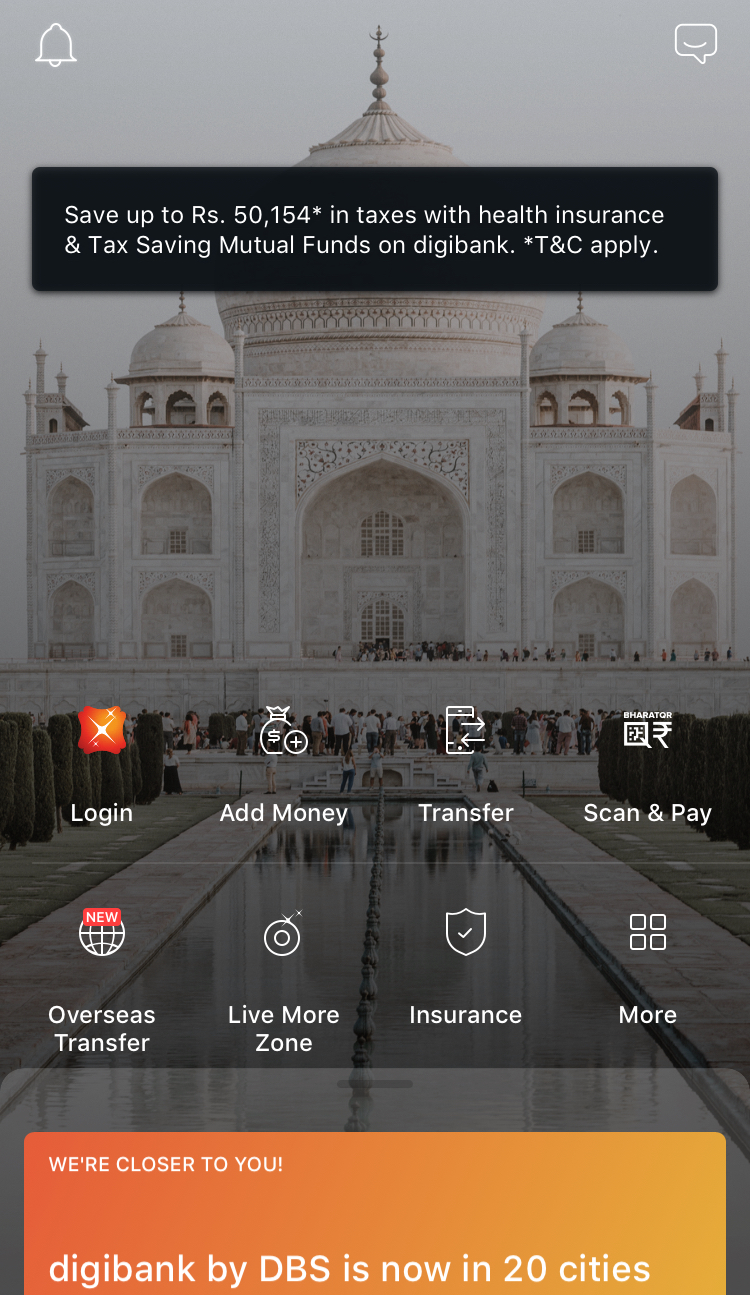 Save up to Rs. 50,154* in taxes with health insurance
& Tax Saving Mutual Funds on digibank. *T&C apply.
BHARATQR
Login
Add Money
Transfer
Scan & Pay
NEW
Overseas
Transfer
Live More
Zone
Insurance
More
WE'RE CLOSER TO YOU!
digibank by DBS is now in 20 cities